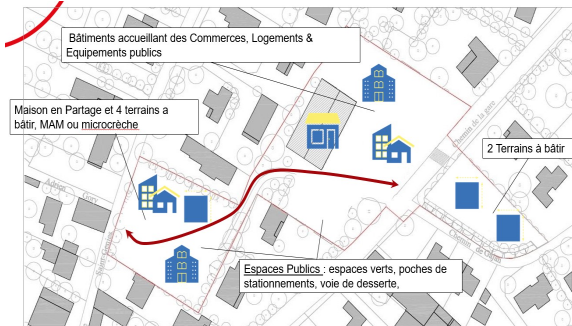 Bâtiments accueillant des Commerces, Logements &
Equipements publics
Maison en Partage et 4 terrains a
bâtir, MAM ou microcrèche
Chemin de la
2 Terrains à bâtir
Chemin
Espaces Publics : espaces verts, poches de
stationnements, voie de desserte,